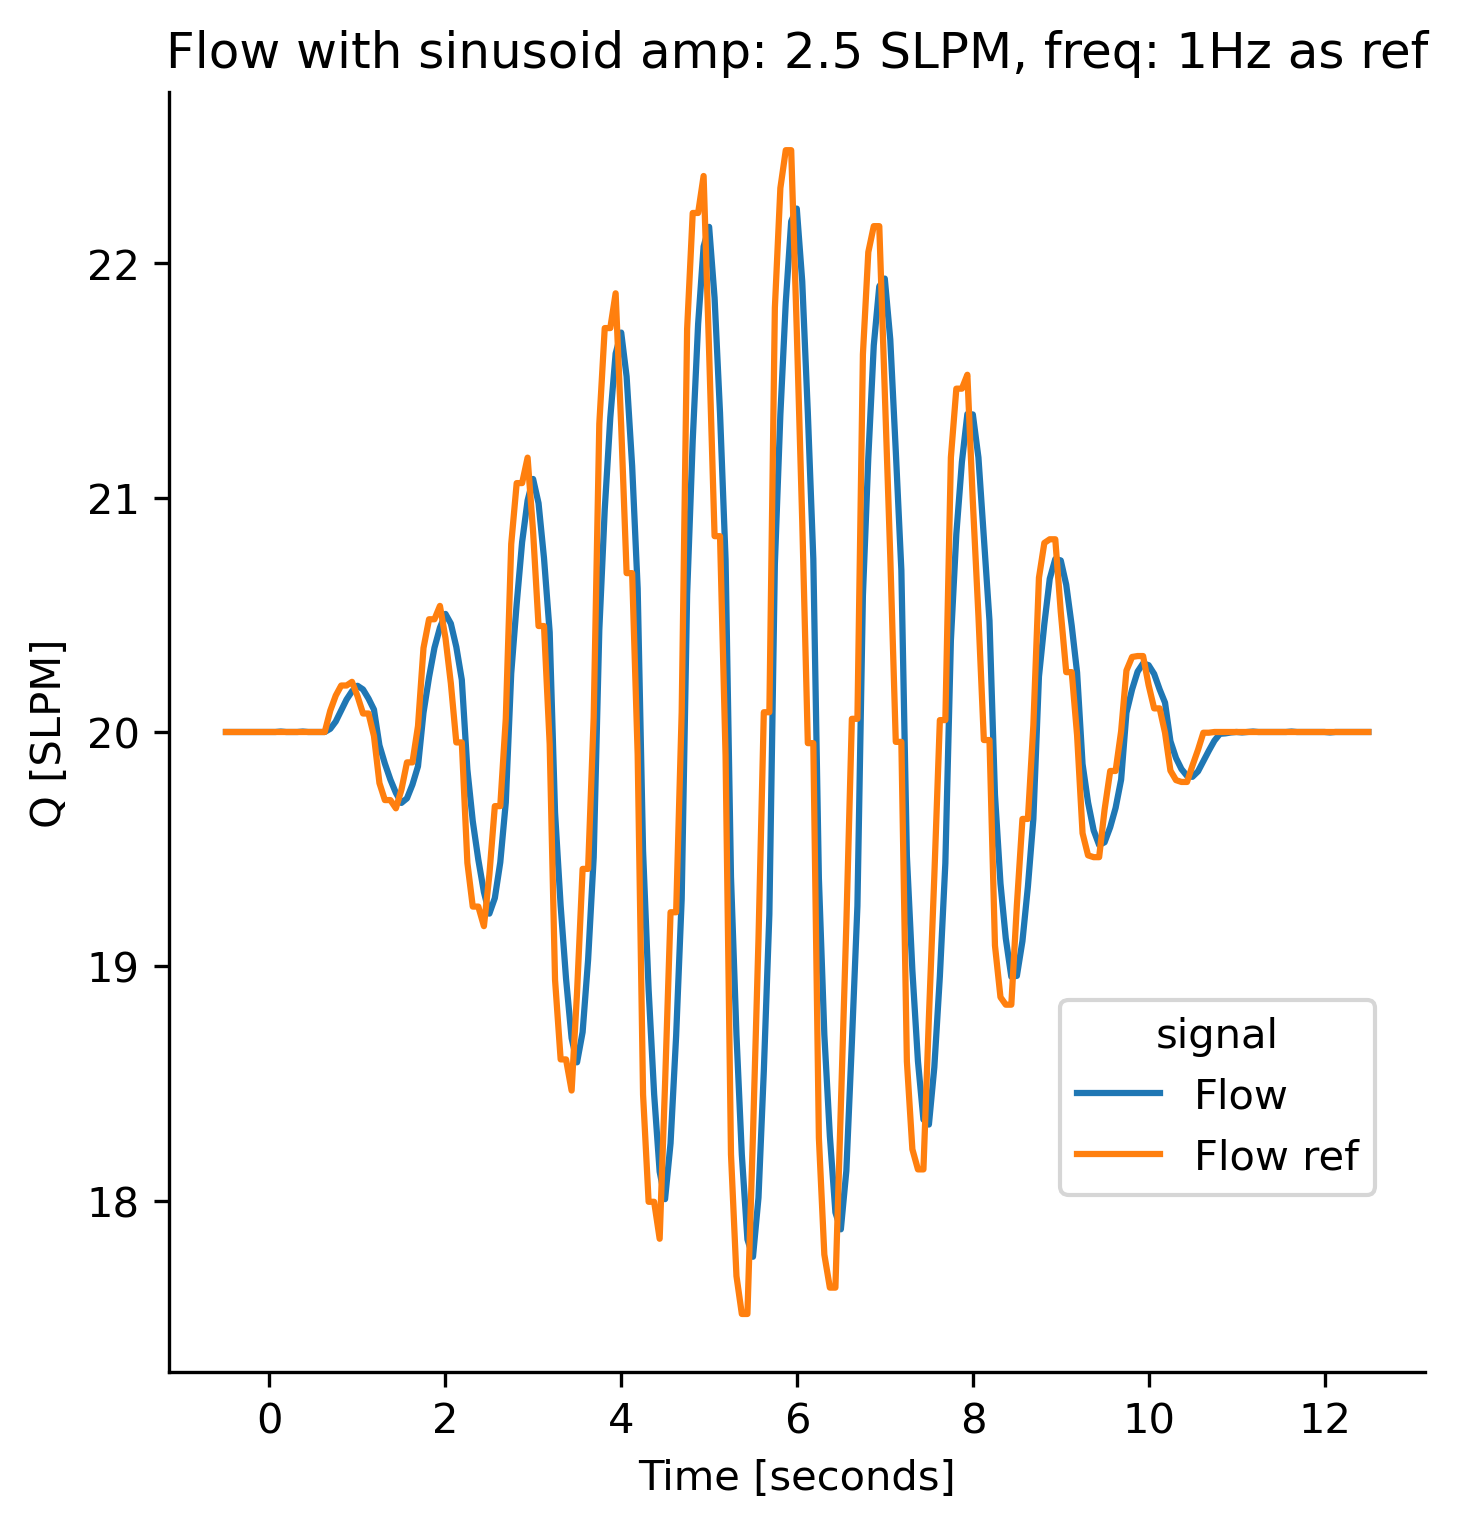 Flow with sinusoid amp: 2.5 SLPM, freq: 1Hz as ref
22
21
20
19
18
Q [SLPM]
signal
Flow
Flow ref
0 2 4 6 8 10 12
Time [seconds]